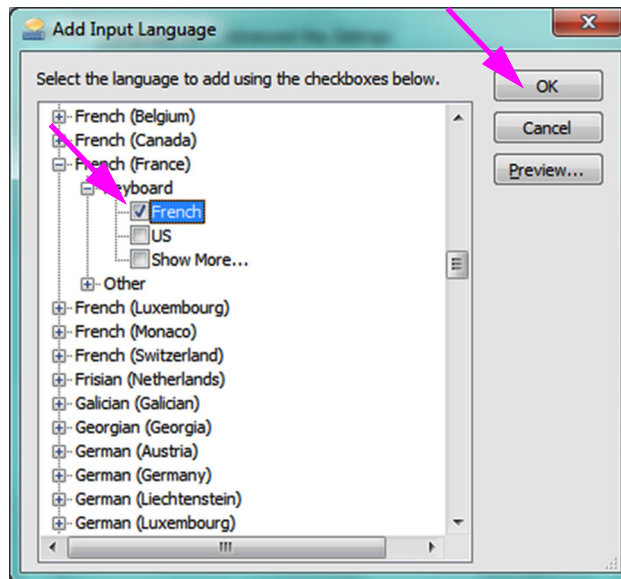 Add Input Language
Select the language to add using the checkboxes below.
French (Belgium)
French (Canada)
French (France)
Keyboard
French
US
Show More...
Other
French (Luxembourg)
French (Monaco)
French (Switzerland)
Frisian (Netherlands)
Galician (Galician)
Georgian (Georgia)
German (Austria)
German (Germany)
German (Liechtenstein)
German (Luxembourg)
OK
Cancel
Preview...